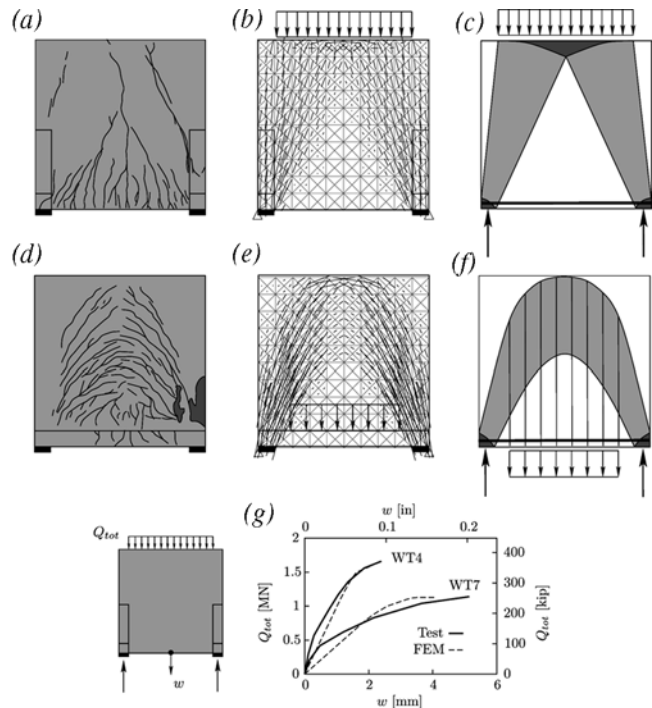 (a)
(b)
(c)
(d)
(e)
(f)
(g)
w [in]
0 0.1 0.2
Q_tot
2
1.5
1
0.5
0
Q_tot [MN]
WT4
WT7
Test
FEM
400
300
200
100
0
Q_tot [kip]
0 2 4 6
w [mm]
w